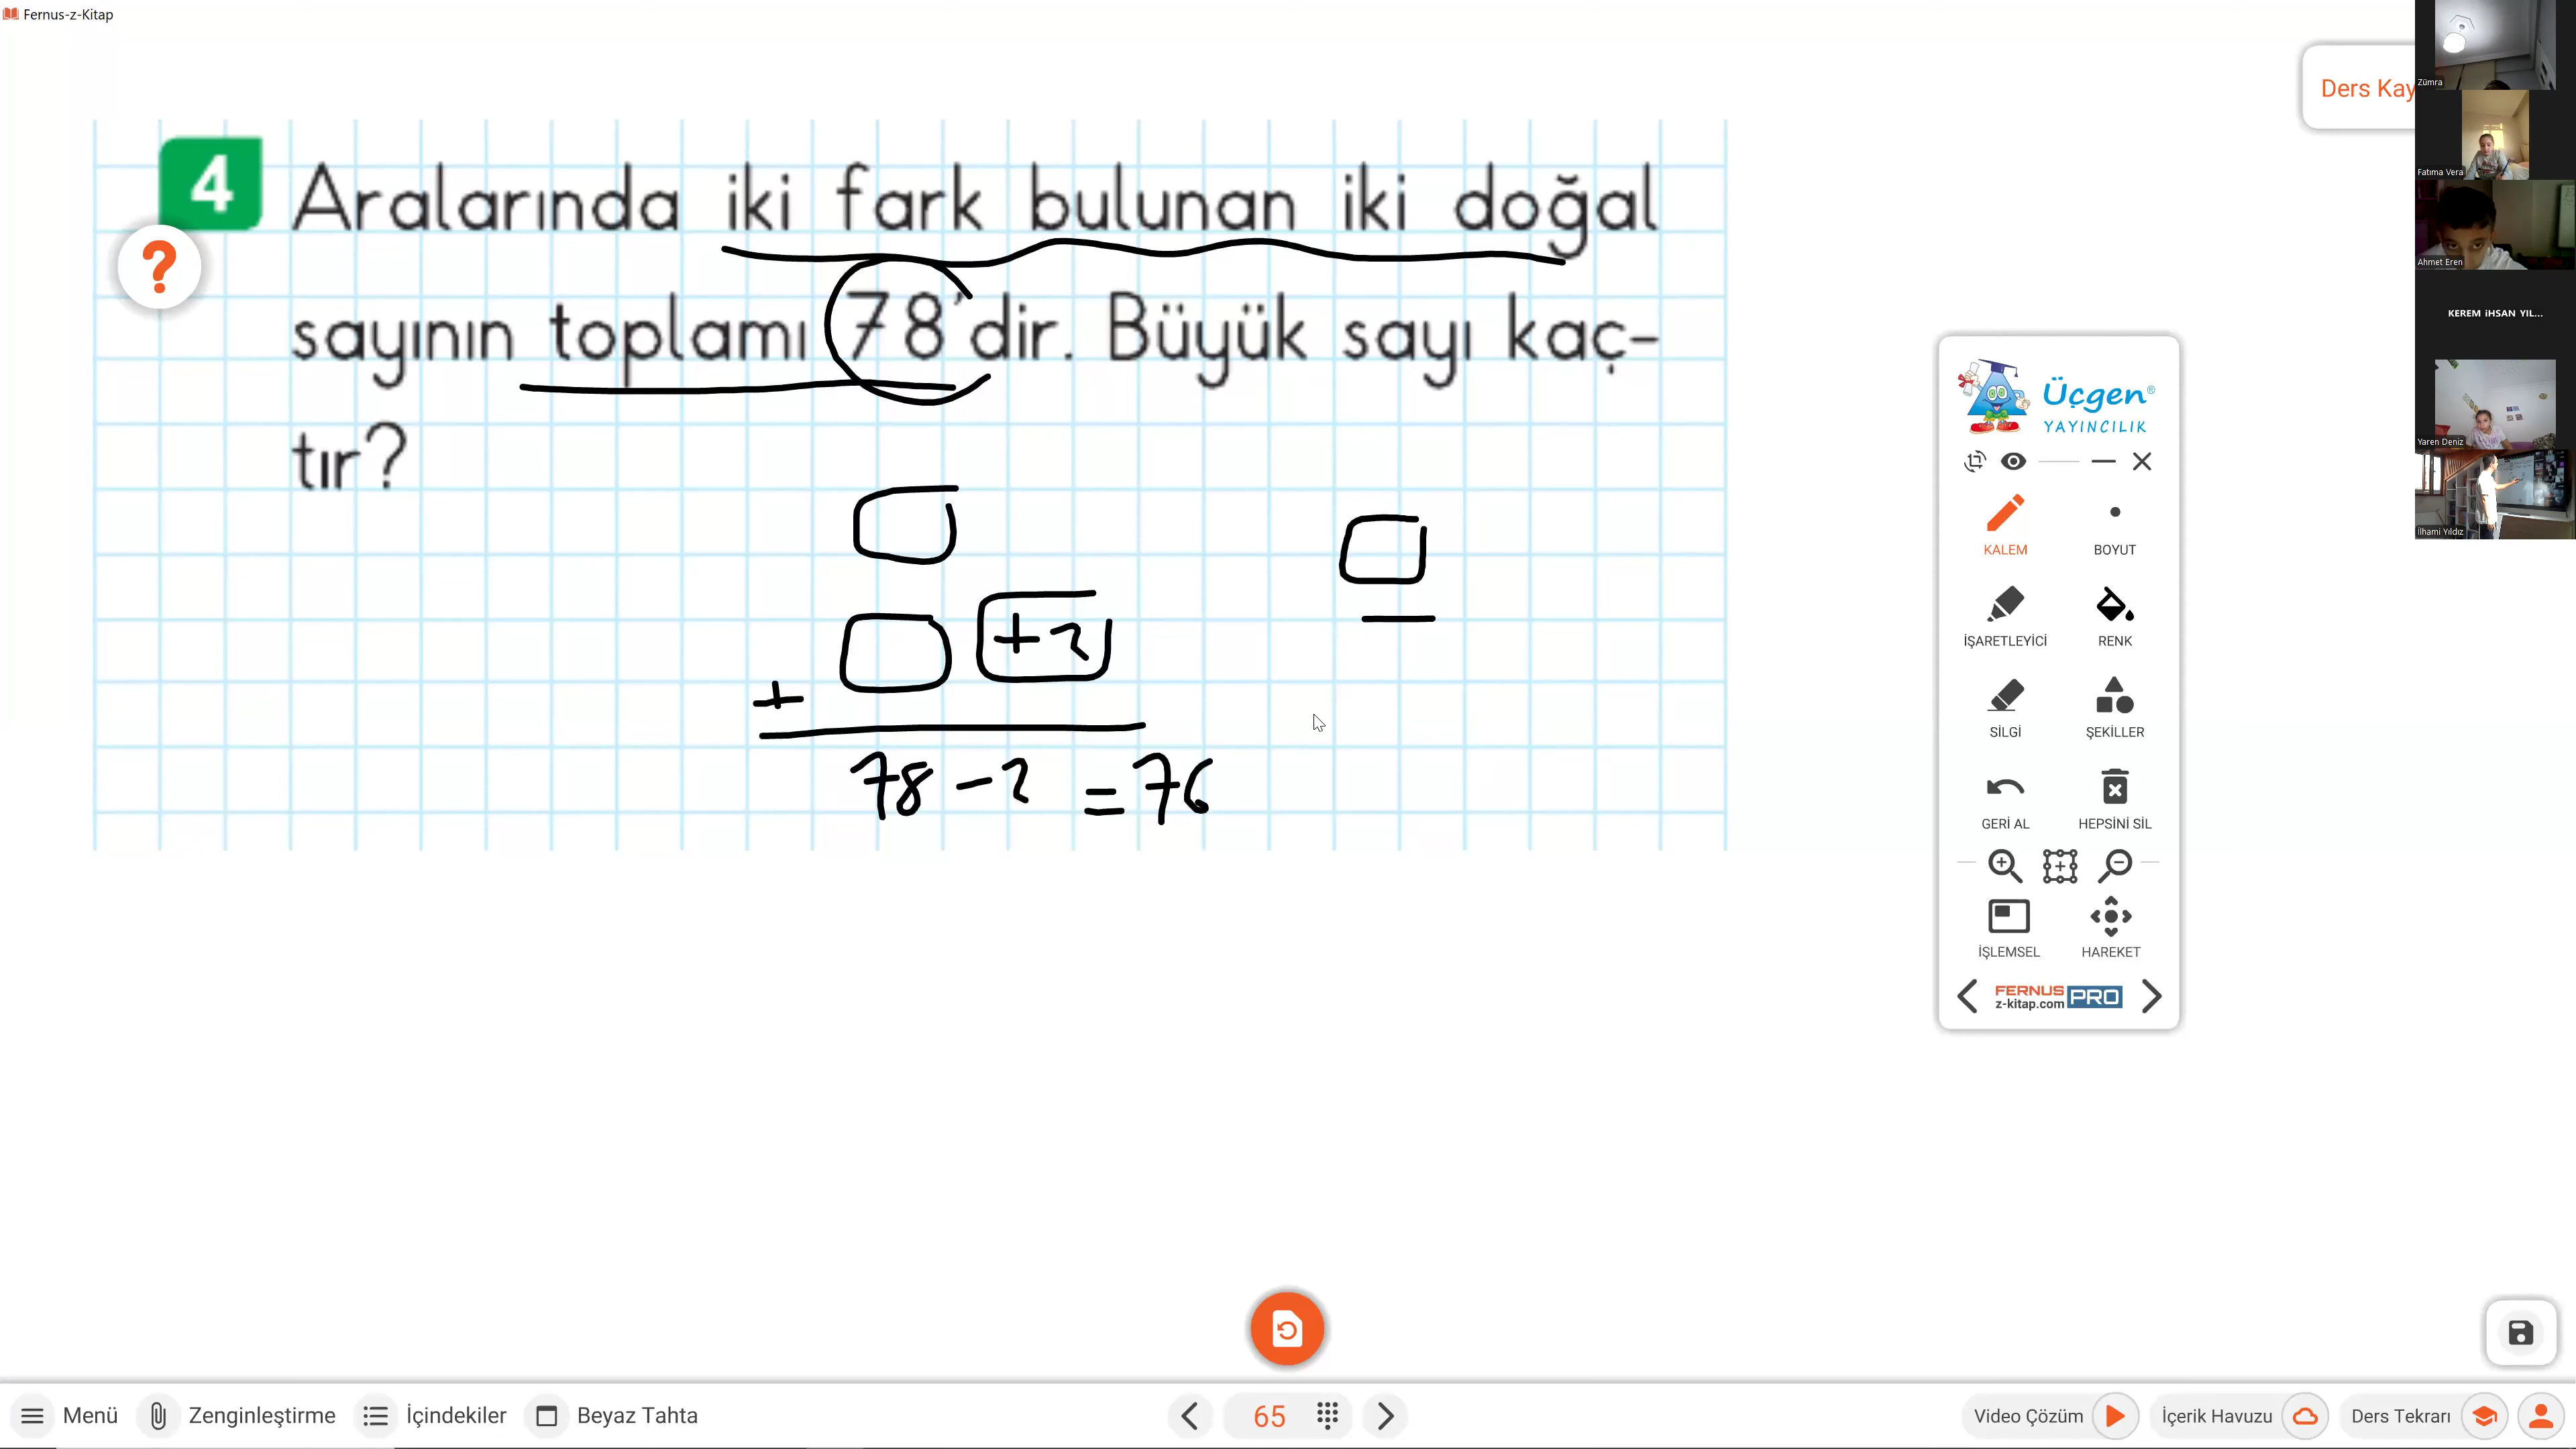 Fernus-z-Kitap
Ders Kay
4 Aralarında iki fark bulunan iki doğal
sayının toplamı 78'dir. Büyük sayı kaç-
tır?
?
+2
+
78 - 2 = 76
Zümra
Fatıma Vera
Ahmet Eren
KEREM iHSAN YIL...
Yaren Deniz
İlhami Yıldız
Üçgen®
YAYINCILIK
KALEM
BOYUT
İŞARETLEYİCİ
RENK
SİLGİ
ŞEKİLLER
GERİ AL
HEPSİNİ SİL
İŞLEMSEL
HAREKET
FERNUS
z-kitap.com PRO
Menü
Zenginleştirme
İçindekiler
Beyaz Tahta
65
Video Çözüm
İçerik Havuzu
Ders Tekrarı